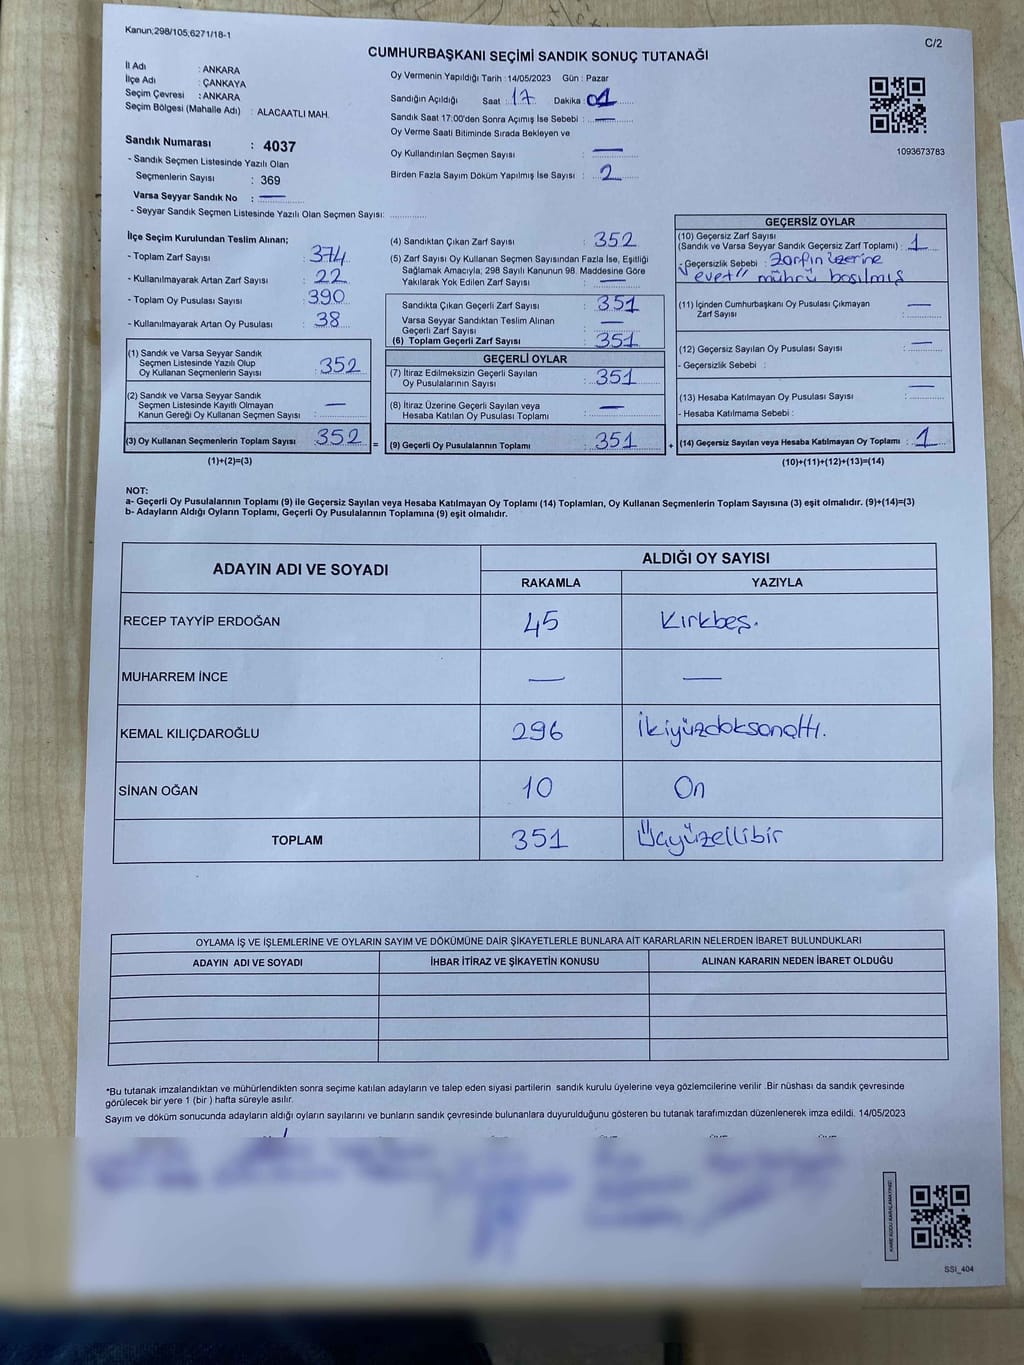 Kanun,298/105,6271/18-1
C/2
CUMHURBAŞKANI SEÇİMİ SANDIK SONUÇ TUTANAĞI
İl Adı : ANKARA
İlçe Adı : ÇANKAYA
Seçim Çevresi : ANKARA
Seçim Bölgesi (Mahalle Adı) : ALACAATLI MAH.
Sandık Numarası : 4037
- Sandık Seçmen Listesinde Yazılı Olan
Seçmenlerin Sayısı : 369
Varsa Seyyar Sandık No : —
- Seyyar Sandık Seçmen Listesinde Yazılı Olan Seçmen Sayısı: ............
Oy Vermenin Yapıldığı Tarih : 14/05/2023 Gün : Pazar
Sandığın Açıldığı Saat : 17 Dakika : 01
Sandık Saat 17:00'den Sonra Açımış İse Sebebi : —
Oy Verme Saati Bitiminde Sırada Bekleyen ve
Oy Kullandırılan Seçmen Sayısı : —
Birden Fazla Sayım Döküm Yapılmış İse Sayısı : 2
1093673783
İlçe Seçim Kurulundan Teslim Alınan;
- Toplam Zarf Sayısı : 374
- Kullanılmayarak Artan Zarf Sayısı : 22
- Toplam Oy Pusulası Sayısı : 390
- Kullanılmayarak Artan Oy Pusulası : 38
(1) Sandık ve Varsa Seyyar Sandık
Seçmen Listesinde Yazılı Olup
Oy Kullanan Seçmenlerin Sayısı : 352
(2) Sandık ve Varsa Seyyar Sandık
Seçmen Listesinde Kayıtlı Olmayan
Kanun Gereği Oy Kullanan Seçmen Sayısı : —
(3) Oy Kullanan Seçmenlerin Toplam Sayısı : 352 =
(1)+(2)=(3)
(4) Sandıktan Çıkan Zarf Sayısı : 352
(5) Zarf Sayısı Oy Kullanan Seçmen Sayısından Fazla İse, Eşitliği
Sağlamak Amacıyla; 298 Sayılı Kanunun 98. Maddesine Göre
Yakılarak Yok Edilen Zarf Sayısı : —
Sandıkta Çıkan Geçerli Zarf Sayısı : 351
Varsa Seyyar Sandıktan Teslim Alınan
Geçerli Zarf Sayısı : —
(6) Toplam Geçerli Zarf Sayısı : 351
GEÇERLİ OYLAR
(7) İtiraz Edilmeksizin Geçerli Sayılan
Oy Pusulalarının Sayısı : 351
(8) İtiraz Üzerine Geçerli Sayılan veya
Hesaba Katılan Oy Pusulası Toplamı : —
(9) Geçerli Oy Pusulalarının Toplamı : 351 +
GEÇERSİZ OYLAR
(10) Geçersiz Zarf Sayısı
(Sandık ve Varsa Seyyar Sandık Geçersiz Zarf Toplamı) : 1
- Geçersizlik Sebebi : Zarfın üzerine
"evet" mührü basılmış
(11) İçinden Cumhurbaşkanı Oy Pusulası Çıkmayan
Zarf Sayısı : —
(12) Geçersiz Sayılan Oy Pusulası Sayısı : —
- Geçersizlik Sebebi :
(13) Hesaba Katılmayan Oy Pusulası Sayısı : —
- Hesaba Katılmama Sebebi :
(14) Geçersiz Sayılan veya Hesaba Katılmayan Oy Toplamı : 1
(10)+(11)+(12)+(13)=(14)
NOT:
a- Geçerli Oy Pusulalarının Toplamı (9) ile Geçersiz Sayılan veya Hesaba Katılmayan Oy Toplamı (14) Toplamları, Oy Kullanan Seçmenlerin Toplam Sayısına (3) eşit olmalıdır. (9)+(14)=(3)
b- Adayların Aldığı Oyların Toplamı, Geçerli Oy Pusulalarının Toplamına (9) eşit olmalıdır.
ADAYIN ADI VE SOYADI ALDIĞI OY SAYISI
RAKAMLA YAZIYLA
RECEP TAYYİP ERDOĞAN 45 Kırkbeş.
MUHARREM İNCE — —
KEMAL KILIÇDAROĞLU 296 İkiyüzdoksanaltı.
SİNAN OĞAN 10 On
TOPLAM 351 Üçyüzellibir
OYLAMA İŞ VE İŞLEMLERİNE VE OYLARIN SAYIM VE DÖKÜMÜNE DAİR ŞİKAYETLERLE BUNLARA AİT KARARLARIN NELERDEN İBARET BULUNDUKLARI
ADAYIN ADI VE SOYADI İHBAR İTİRAZ VE ŞİKAYETİN KONUSU ALINAN KARARIN NEDEN İBARET OLDUĞU
*Bu tutanak imzalandıktan ve mühürlendikten sonra seçime katılan adayların ve talep eden siyasi partilerin sandık kurulu üyelerine veya gözlemcilerine verilir .Bir nüshası da sandık çevresinde
görülecek bir yere 1 (bir ) hafta süreyle asılır.
Sayım ve döküm sonucunda adayların aldığı oyların sayılarını ve bunların sandık çevresinde bulunanlara duyurulduğunu gösteren bu tutanak tarafımızdan düzenlenerek imza edildi. 14/05/2023
KARE KODU KARALAMAYINIZ!
SSI_404